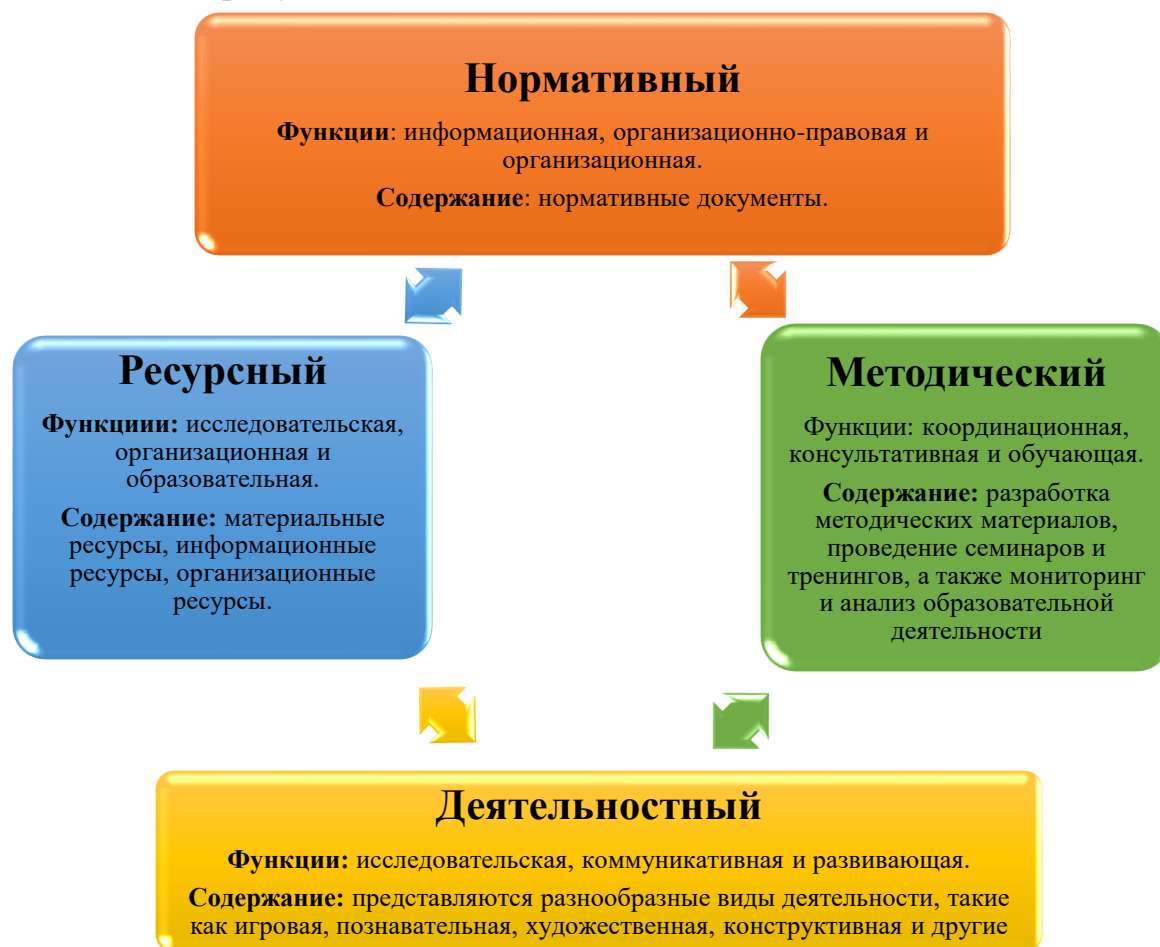 Нормативный
Функции: информационная, организационно-правовая и
организационная.
Содержание: нормативные документы.
Ресурсный
Функциии: исследовательская,
организационная и
образовательная.
Содержание: материальные
ресурсы, информационные
ресурсы, организационные
ресурсы.
Методический
Функции: координационная,
консультативная и обучающая.
Содержание: разработка
методических материалов,
проведение семинаров и
тренингов, а также мониторинг
и анализ образовательной
деятельности
Деятельностный
Функции: исследовательская, коммуникативная и развивающая.
Содержание: представляются разнообразные виды деятельности, такие
как игровая, познавательная, художественная, конструктивная и другие